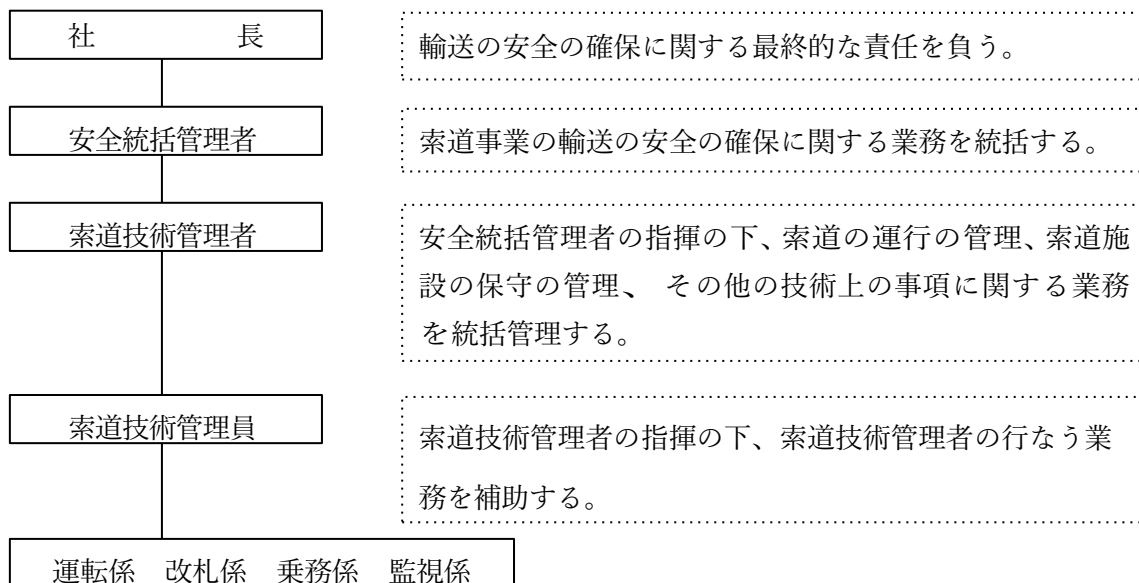 社　　　　　長
輸送の安全の確保に関する最終的な責任を負う。
安全統括管理者
索道事業の輸送の安全の確保に関する業務を統括する。
索道技術管理者
安全統括管理者の指揮の下、索道の運行の管理、索道施
設の保守の管理、 その他の技術上の事項に関する業務
を統括管理する。
索道技術管理員
索道技術管理者の指揮の下、索道技術管理者の行なう業
務を補助する。
運転係　改札係　乗務係　監視係